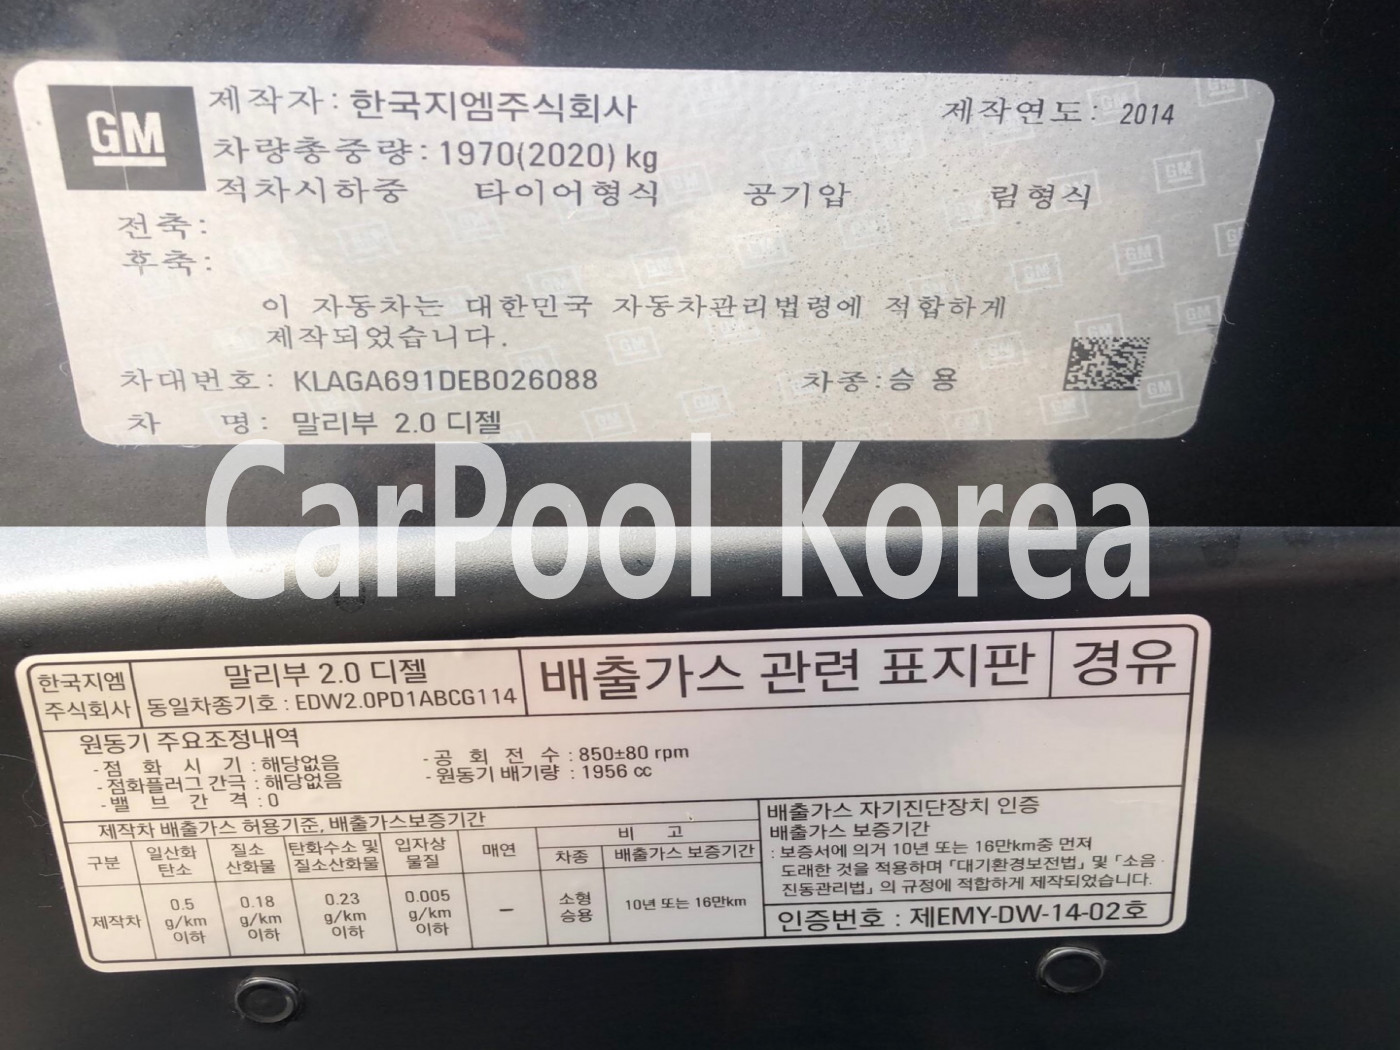 GM
제작자: 한국지엠주식회사 제작연도: 2014
차량총중량: 1970(2020) kg
적차시하중 타이어형식 공기압 림형식
전축:
후축:
이 자동차는 대한민국 자동차관리법령에 적합하게
제작되었습니다.
차대번호: KLAGA691DEB026088 차종: 승 용
차 명: 말리부 2.0 디젤
CarPool Korea
한국지엠
주식회사
말리부 2.0 디젤
동일차종기호 : EDW2.0PD1ABCG114
배출가스 관련 표지판
경유
원동기 주요조정내역
- 점 화 시 기 : 해당없음
- 점화플러그 간극 : 해당없음
- 밸 브 간 격 : 0
- 공 회 전 수 : 850±80 rpm
- 원동기 배기량 : 1956 cc
제작차 배출가스 허용기준, 배출가스보증기간
구분 일산화탄소 질소산화물 탄화수소 및 질소산화물 입자상물질 매연 비 고
차종 배출가스 보증기간
제작차 0.5 g/km 이하 0.18 g/km 이하 0.23 g/km 이하 0.005 g/km 이하 – 소형승용 10년 또는 16만km
배출가스 자기진단장치 인증
배출가스 보증기간
: 보증서에 의거 10년 또는 16만km중 먼저
도래한 것을 적용하며 「대기환경보전법」 및 「소음·
진동관리법」의 규정에 적합하게 제작되었습니다.
인증번호 : 제EMY-DW-14-02호